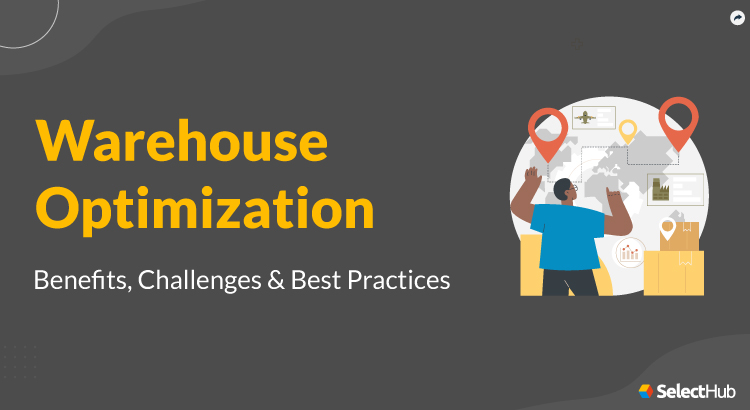 Warehouse
Optimization
Benefits, Challenges & Best Practices
SelectHub